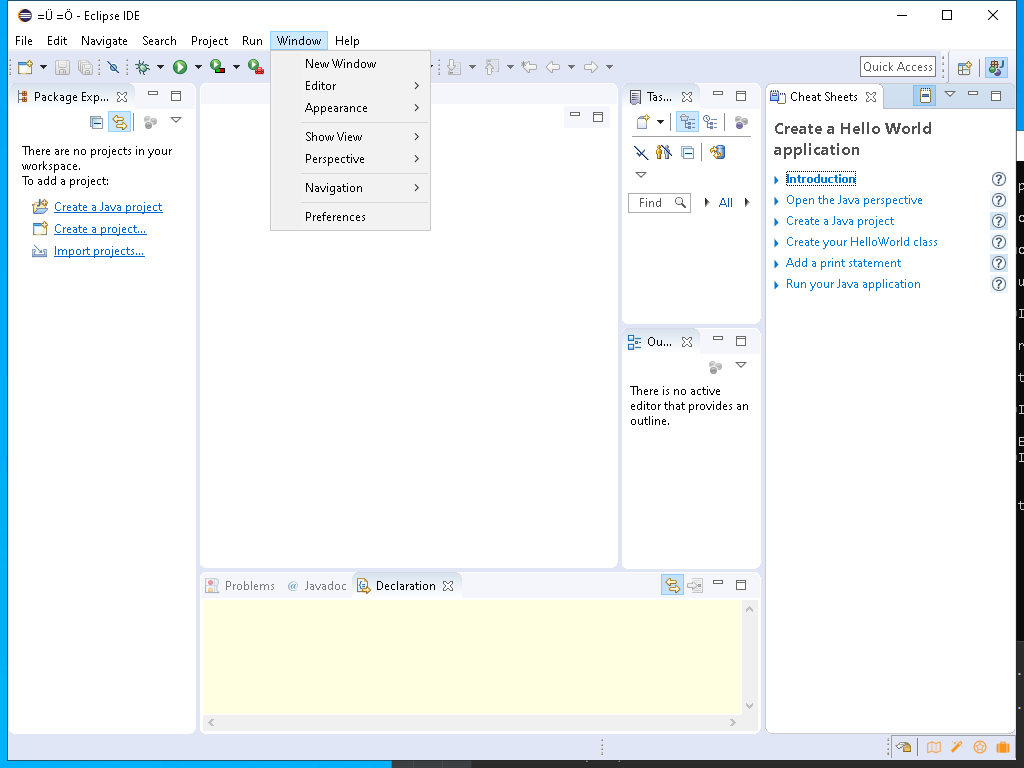 =Ü =Ö - Eclipse IDE
File Edit Navigate Search Project Run Window Help
New Window
Editor
Appearance
Show View
Perspective
Navigation
Preferences
Quick Access
Package Exp...
There are no projects in your
workspace.
To add a project:
Create a Java project
Create a project...
Import projects...
Tas...
Find
All
Ou...
There is no active
editor that provides an
outline.
Cheat Sheets
Create a Hello World
application
Introduction
Open the Java perspective
Create a Java project
Create your HelloWorld class
Add a print statement
Run your Java application
Problems @ Javadoc Declaration